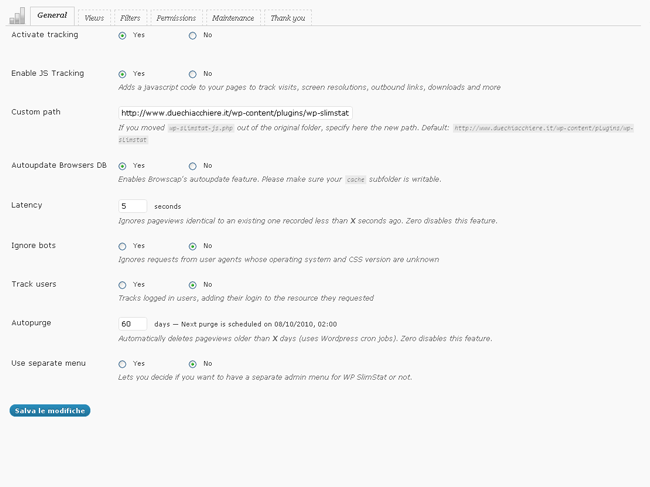 General Views Filters Permissions Maintenance Thank you
Activate tracking Yes No
Enable JS Tracking Yes No
Adds a javascript code to your pages to track visits, screen resolutions, outbound links, downloads and more
Custom path http://www.duechiacchiere.it/wp-content/plugins/wp-slimstat
If you moved wp-slimstat-js.php out of the original folder, specify here the new path. Default: http://www.duechiacchiere.it/wp-content/plugins/wp-
slimstat
Autoupdate Browsers DB Yes No
Enables Browscap's autoupdate feature. Please make sure your cache subfolder is writable.
Latency 5 seconds
Ignores pageviews identical to an existing one recorded less than X seconds ago. Zero disables this feature.
Ignore bots Yes No
Ignores requests from user agents whose operating system and CSS version are unknown
Track users Yes No
Tracks logged in users, adding their login to the resource they requested
Autopurge 60 days — Next purge is scheduled on 08/10/2010, 02:00
Automatically deletes pageviews older than X days (uses Wordpress cron jobs). Zero disables this feature.
Use separate menu Yes No
Lets you decide if you want to have a separate admin menu for WP SlimStat or not.
Salva le modifiche